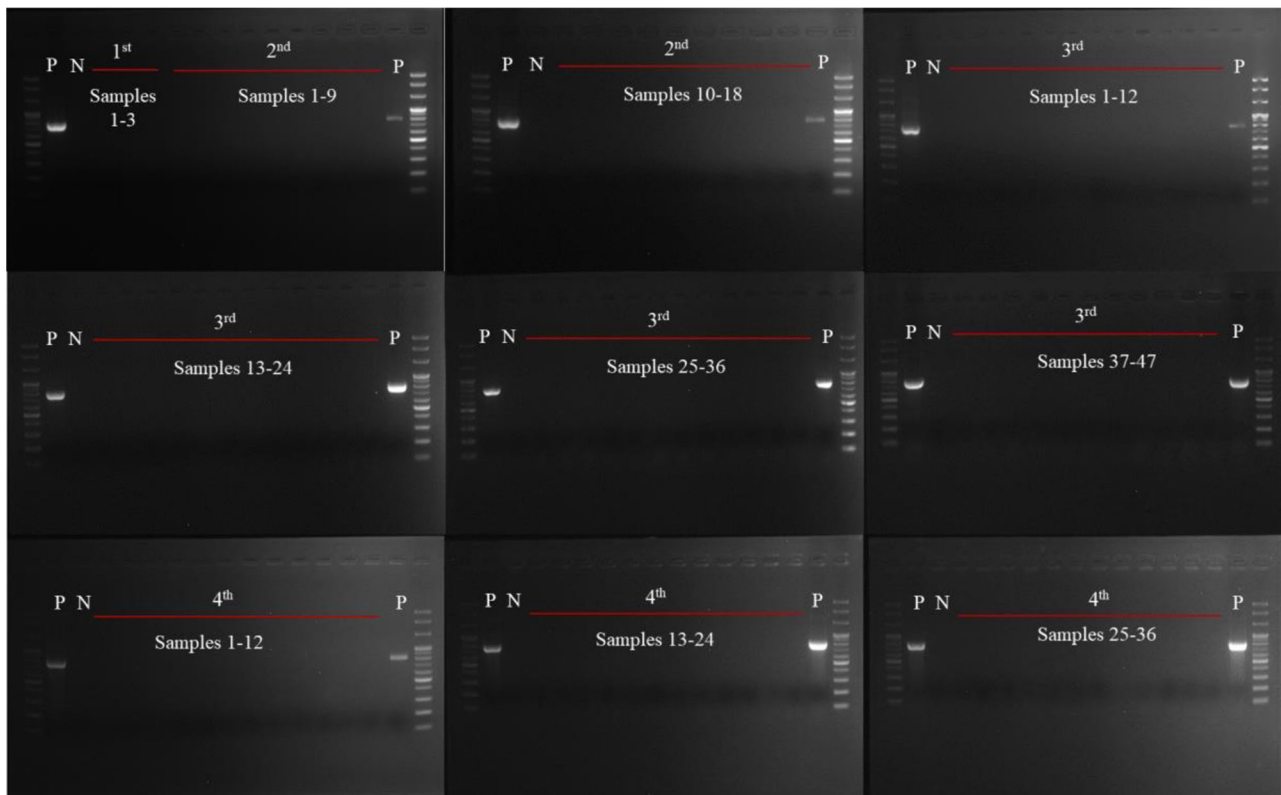 1st 2nd
P N P
Samples 1-3
Samples 1-9
2nd
P N P
Samples 10-18
3rd
P N P
Samples 1-12
3rd
P N P
Samples 13-24
3rd
P N P
Samples 25-36
3rd
P N P
Samples 37-47
4th
P N P
Samples 1-12
4th
P N P
Samples 13-24
4th
P N P
Samples 25-36